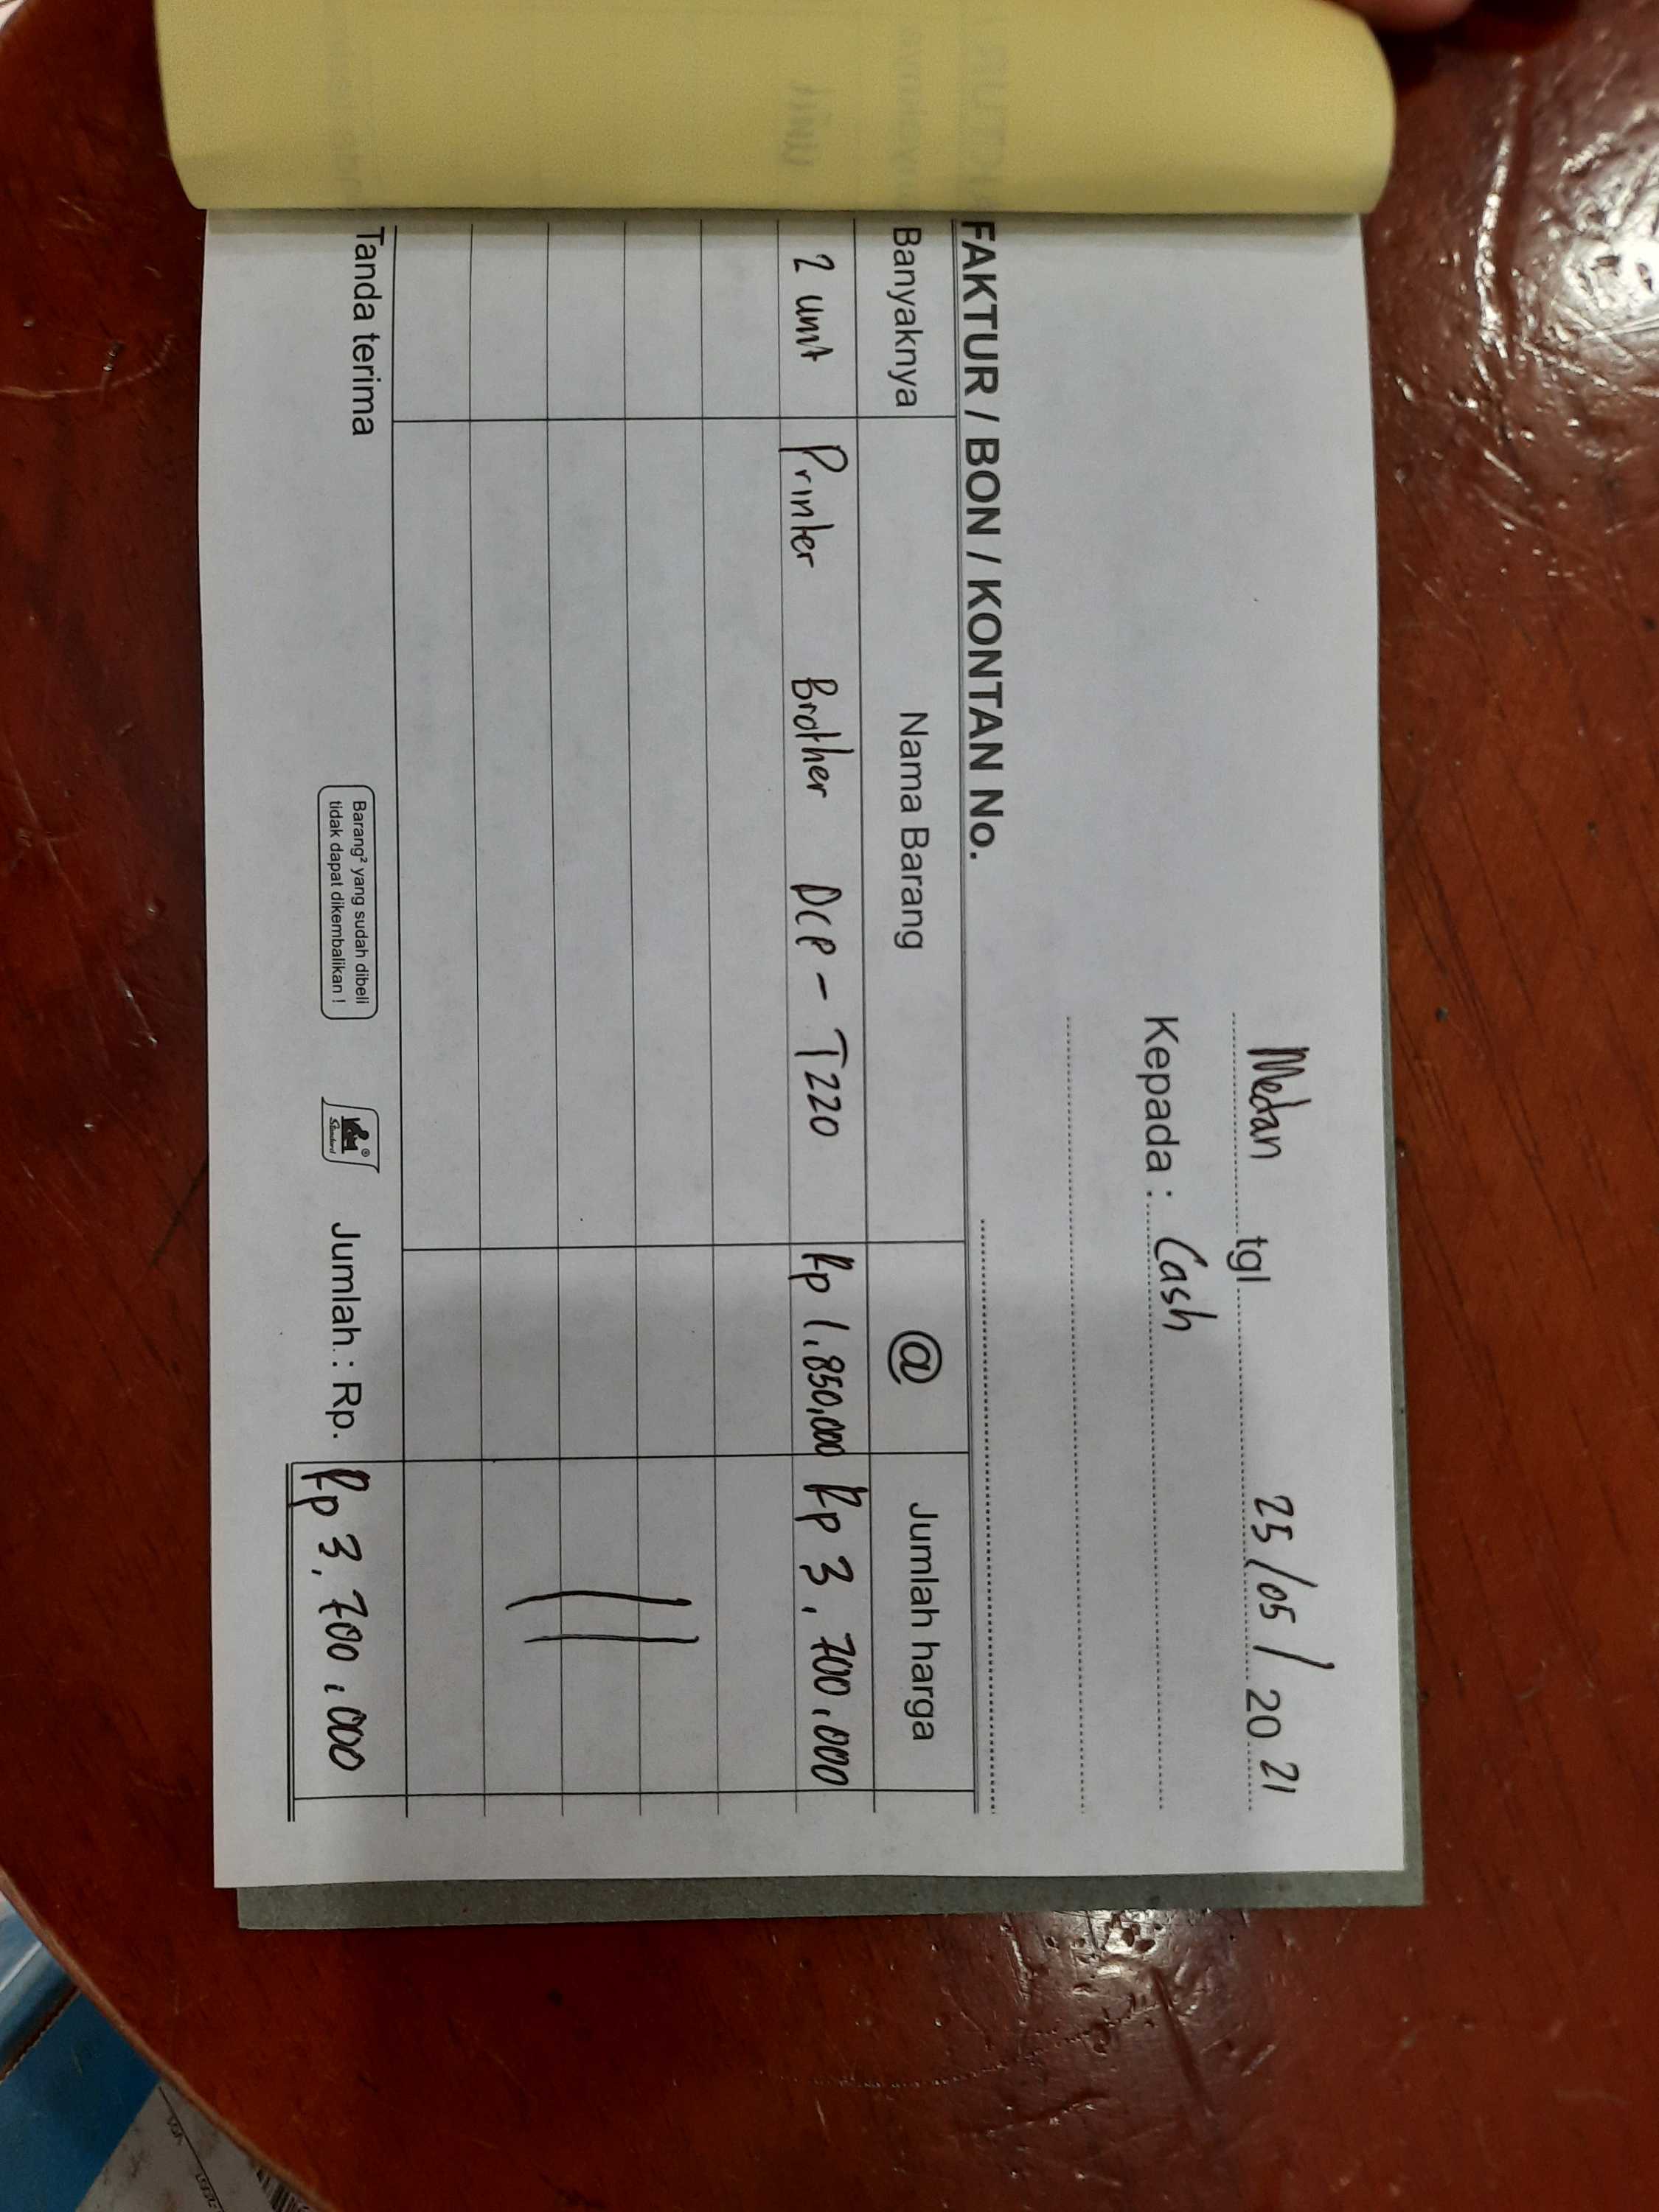 Medan tgl 25/05/2021
Kepada : Cash
FAKTUR / BON / KONTAN No.
Banyaknya Nama Barang @ Jumlah harga
2 unit Printer Brother DCP - T220 Rp 1.850.000 Rp 3.700.000
Tanda terima Jumlah : Rp. Rp 3.700.000
Barang² yang sudah dibeli
tidak dapat dikembalikan !
Standard ®